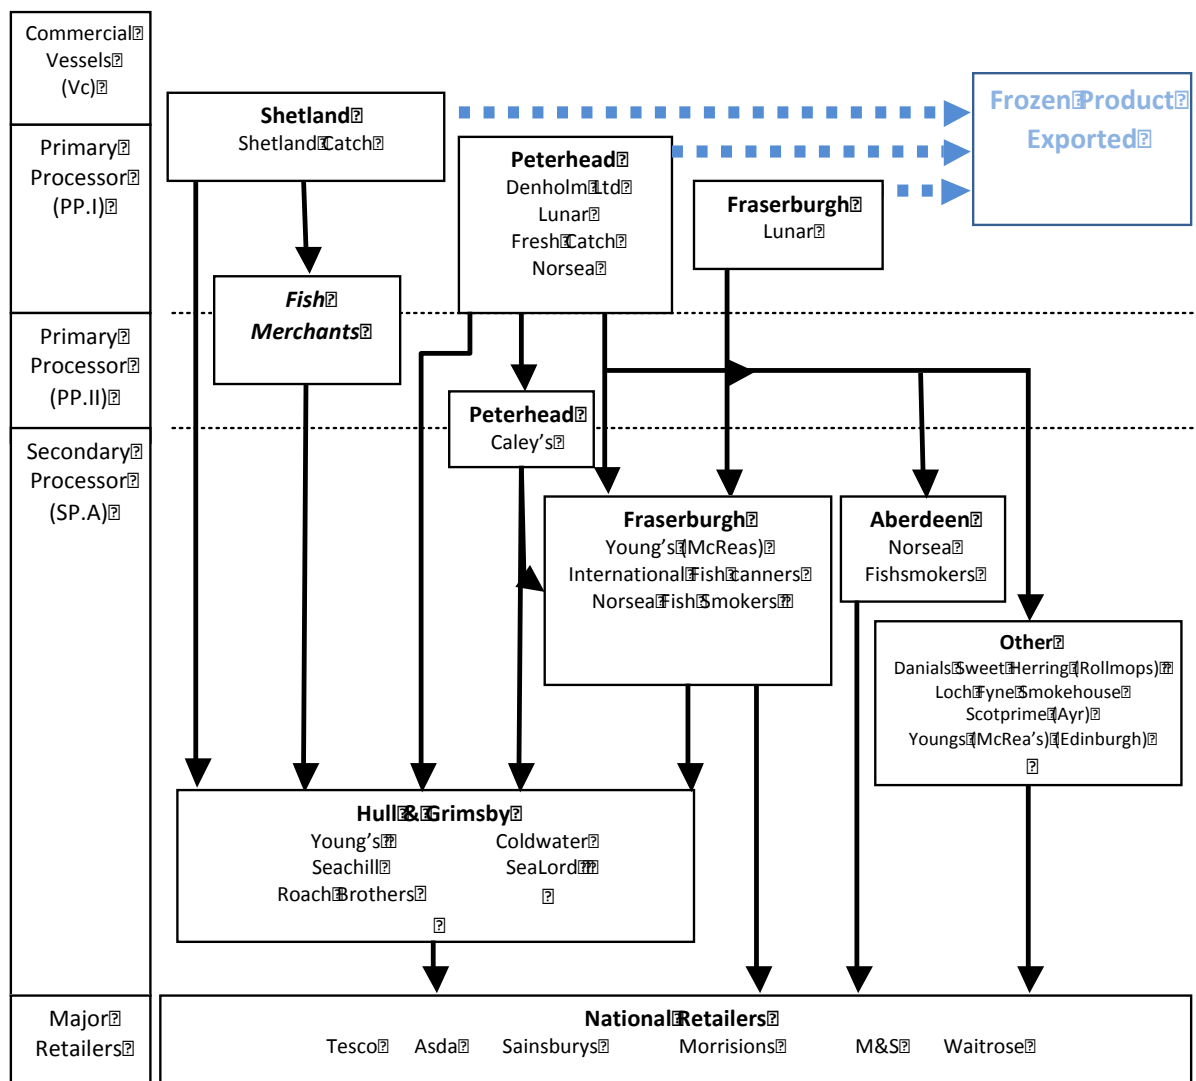 Commercial
Vessels
(Vc)
Primary
Processor
(PP.I)
Primary
Processor
(PP.II)
Secondary
Processor
(SP.A)
Major
Retailers
Shetland
Shetland Catch
Peterhead
Denholm Ltd
Lunar
Fresh Catch
Norsea
Fraserburgh
Lunar
Frozen Product
Exported
Fish
Merchants
Peterhead
Caley's
Fraserburgh
Young's (McReas)
International Fish canners
Norsea Fish Smokers
Aberdeen
Norsea
Fishsmokers
Other
Danials Sweet Herring (Rollmops)
Loch Fyne Smokehouse
Scotprime (Ayr)
Youngs (McRea's) (Edinburgh)
Hull & Grimsby
Young's Coldwater
Seachill SeaLord
Roach Brothers
National Retailers
Tesco Asda Sainsburys Morrisions M&S Waitrose